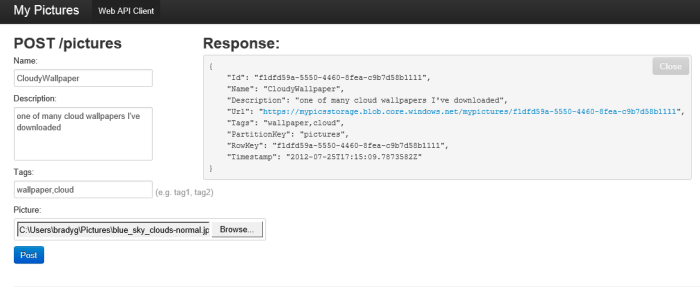 My Pictures Web API Client
POST /pictures
Name:
CloudyWallpaper
Description:
one of many cloud wallpapers I've
downloaded
Tags:
wallpaper,cloud
(e.g. tag1, tag2)
Picture:
C:\Users\bradyg\Pictures\blue_sky_clouds-normal.jp Browse...
Post
Response:
Close
{
"Id": "f1dfd59a-5550-4460-8fea-c9b7d58b1111",
"Name": "CloudyWallpaper",
"Description": "one of many cloud wallpapers I've downloaded",
"Url": "https://mypicsstorage.blob.core.windows.net/mypictures/f1dfd59a-5550-4460-8fea-c9b7d58b1111",
"Tags": "wallpaper,cloud",
"PartitionKey": "pictures",
"RowKey": "f1dfd59a-5550-4460-8fea-c9b7d58b1111",
"Timestamp": "2012-07-25T17:15:09.7873582Z"
}